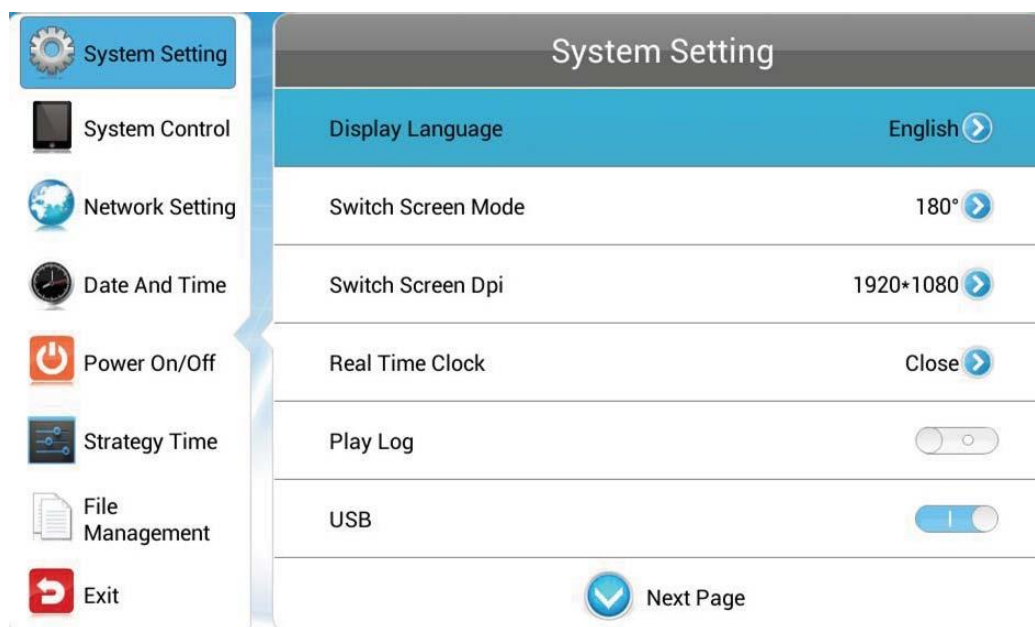 System Setting
System Control
Network Setting
Date And Time
Power On/Off
Strategy Time
File
Management
Exit
System Setting
Display Language English
Switch Screen Mode 180°
Switch Screen Dpi 1920*1080
Real Time Clock Close
Play Log
USB
Next Page